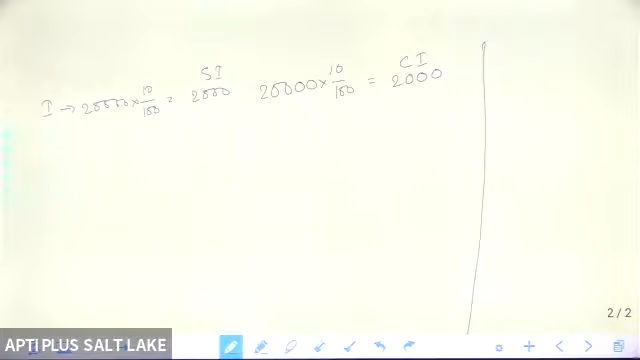 SI CI
I → 20000 × 10/100 = 2000 20000 × 10/100 = 2000
2 / 2
APTI PLUS SALT LAKE